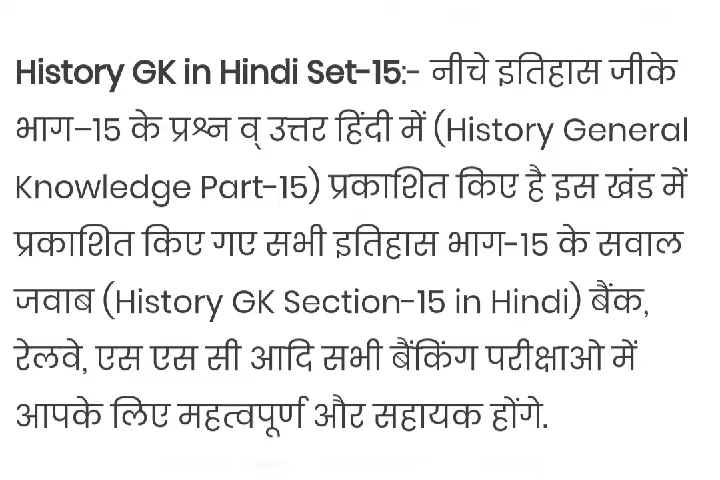 History GK in Hindi Set-15:- नीचे इतिहास जीके
भाग–15 के प्रश्न व् उत्तर हिंदी में (History General
Knowledge Part-15) प्रकाशित किए है इस खंड में
प्रकाशित किए गए सभी इतिहास भाग-15 के सवाल
जवाब (History GK Section-15 in Hindi) बैंक,
रेलवे, एस एस सी आदि सभी बैंकिंग परीक्षाओ में
आपके लिए महत्वपूर्ण और सहायक होंगे.